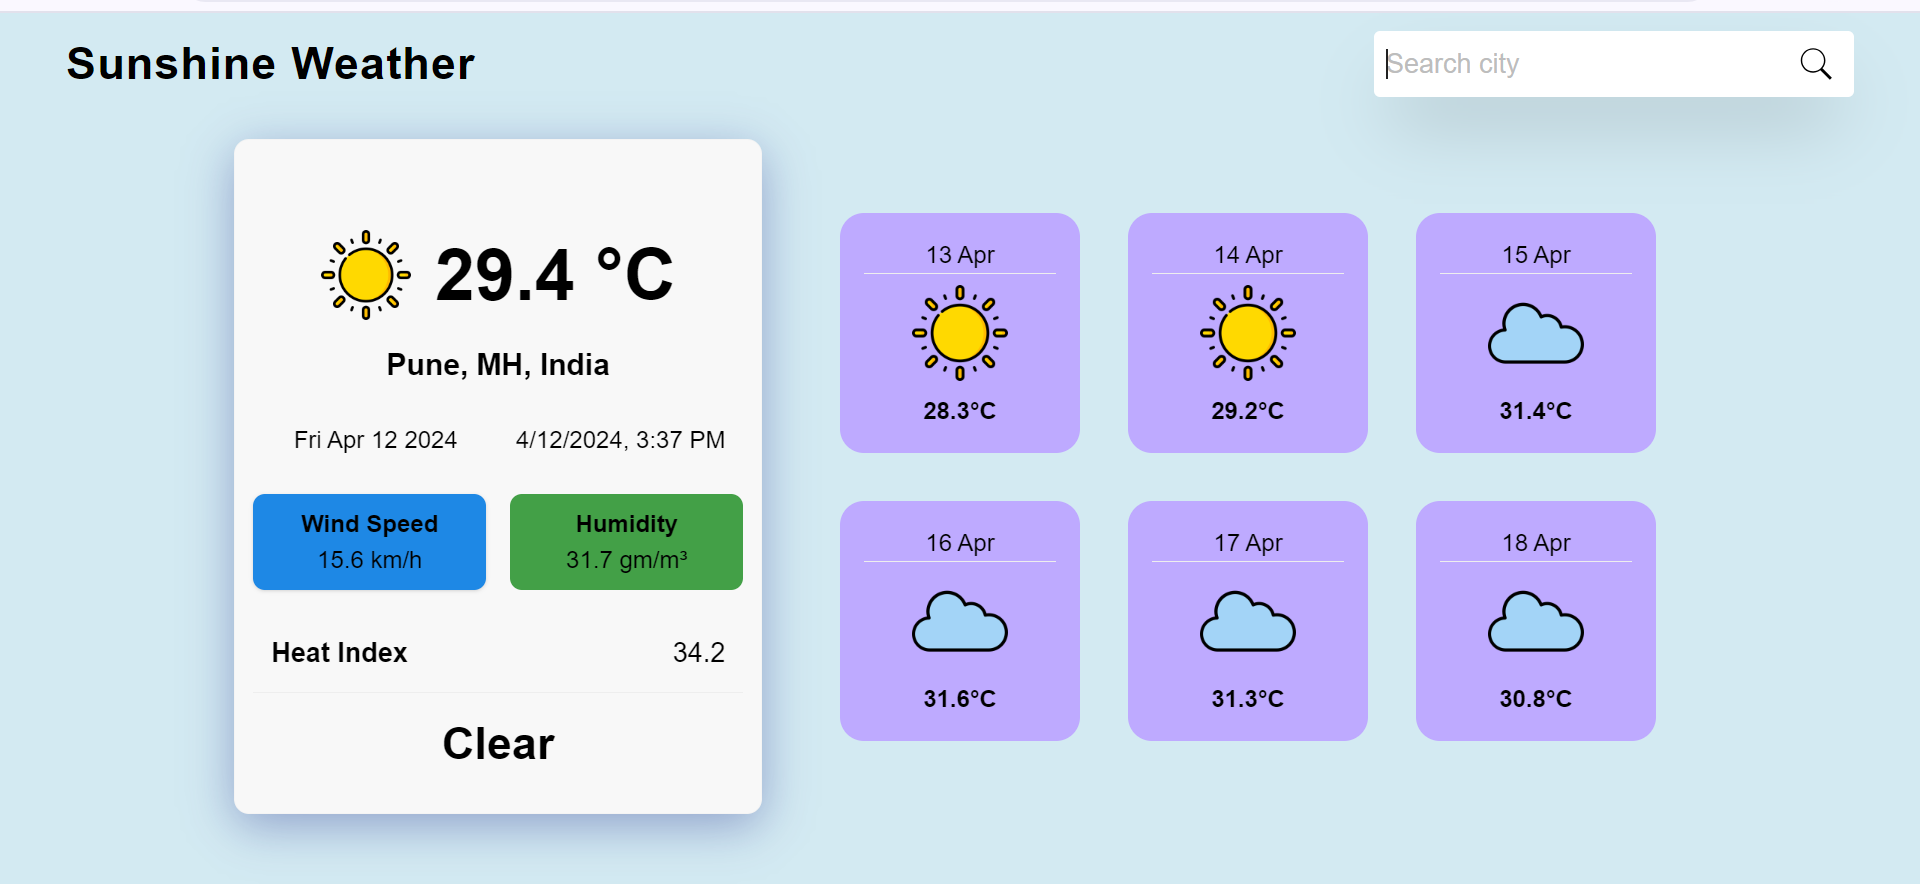 Sunshine Weather
Search city
29.4 °C
Pune, MH, India
Fri Apr 12 2024 4/12/2024, 3:37 PM
Wind Speed
15.6 km/h
Humidity
31.7 gm/m³
Heat Index 34.2
Clear
13 Apr
28.3°C
14 Apr
29.2°C
15 Apr
31.4°C
16 Apr
31.6°C
17 Apr
31.3°C
18 Apr
30.8°C